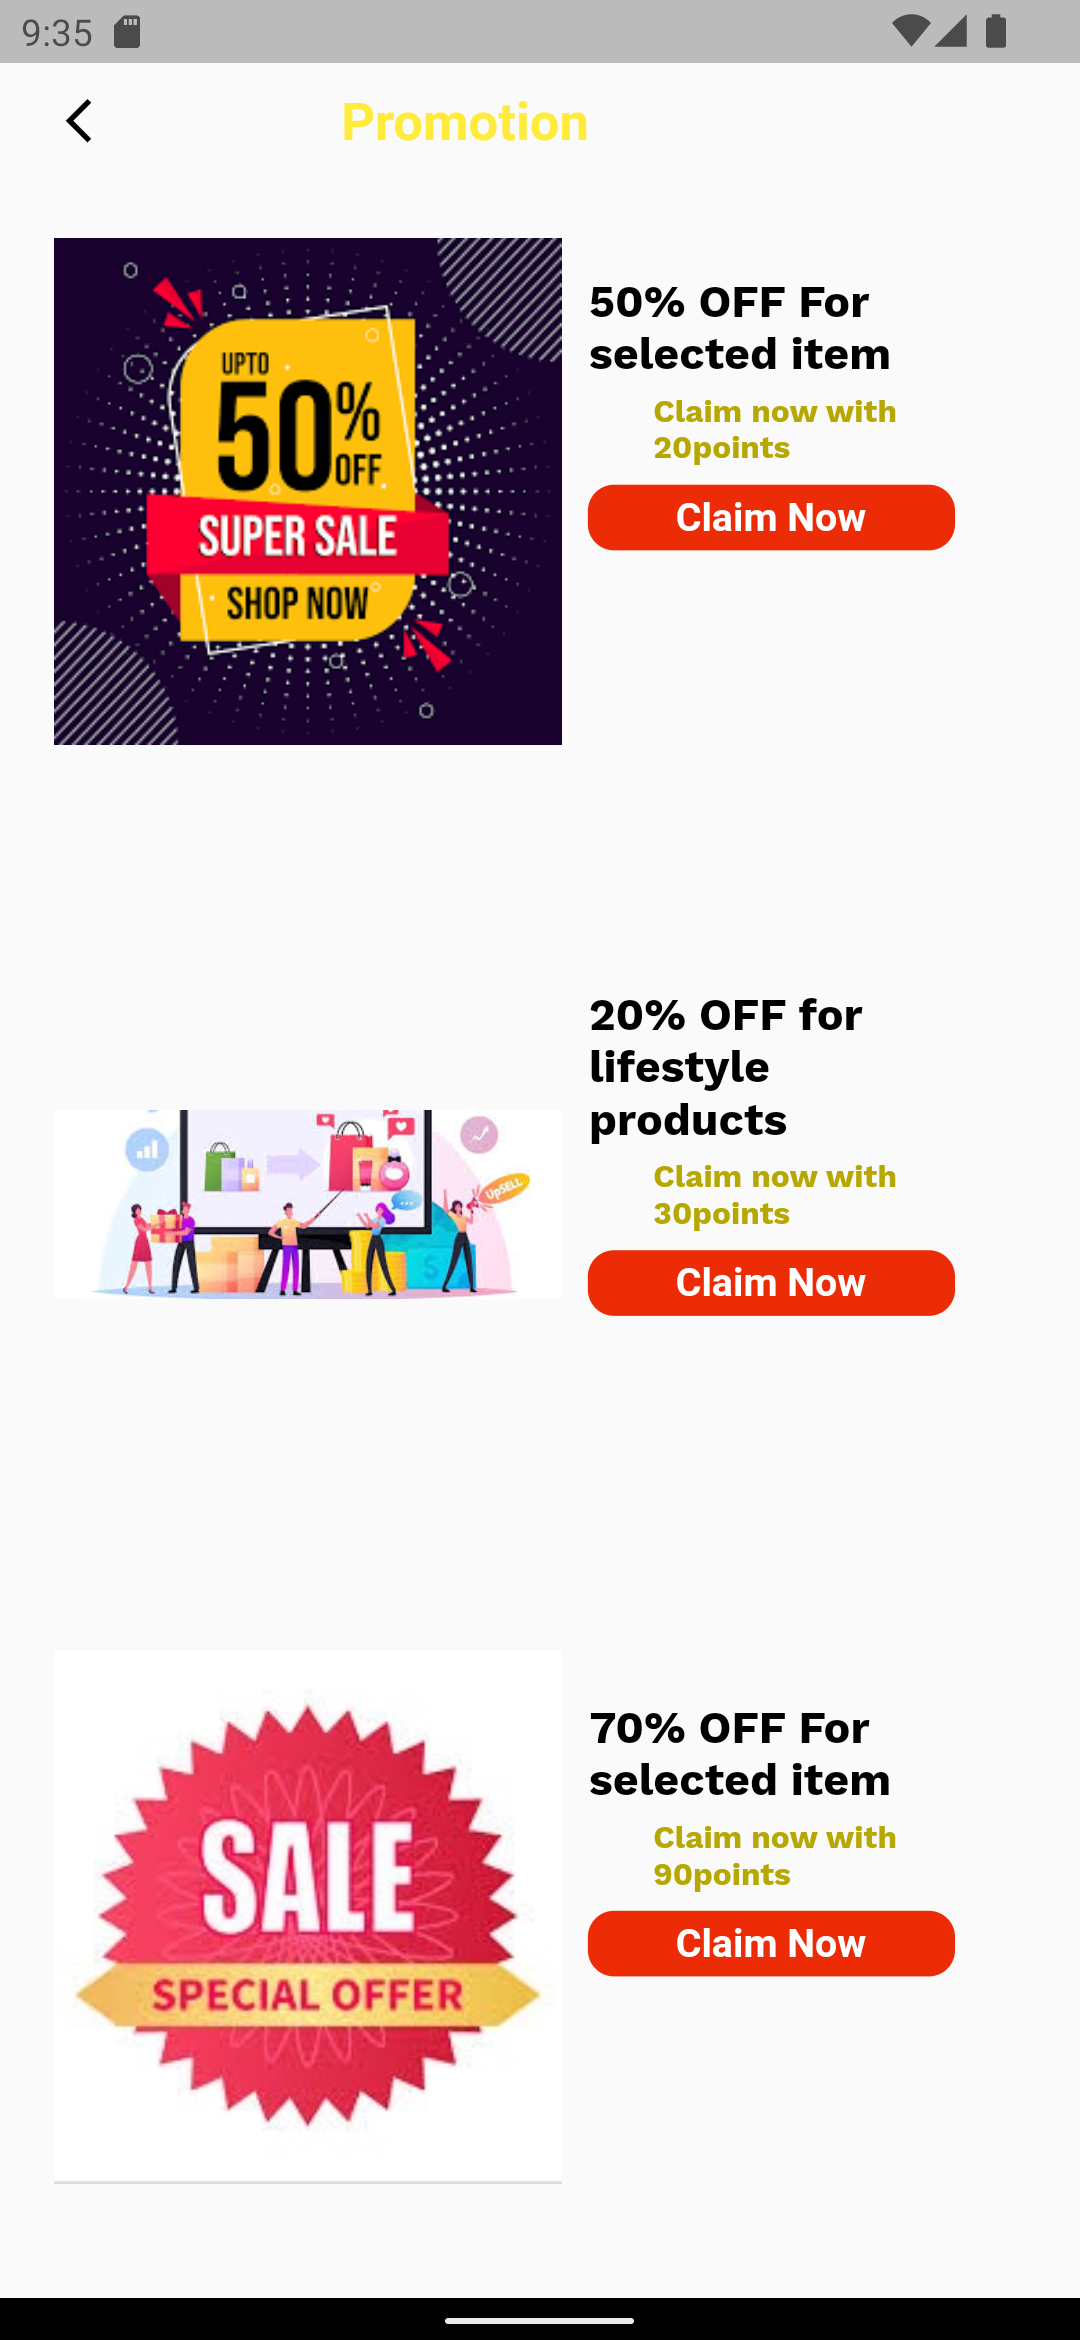 9:35
Promotion
UPTO
50%
OFF
SUPER SALE
SHOP NOW
50% OFF For
selected item
Claim now with
20points
Claim Now
20% OFF for
lifestyle
products
Claim now with
30points
Claim Now
UpSELL
SALE
SPECIAL OFFER
70% OFF For
selected item
Claim now with
90points
Claim Now